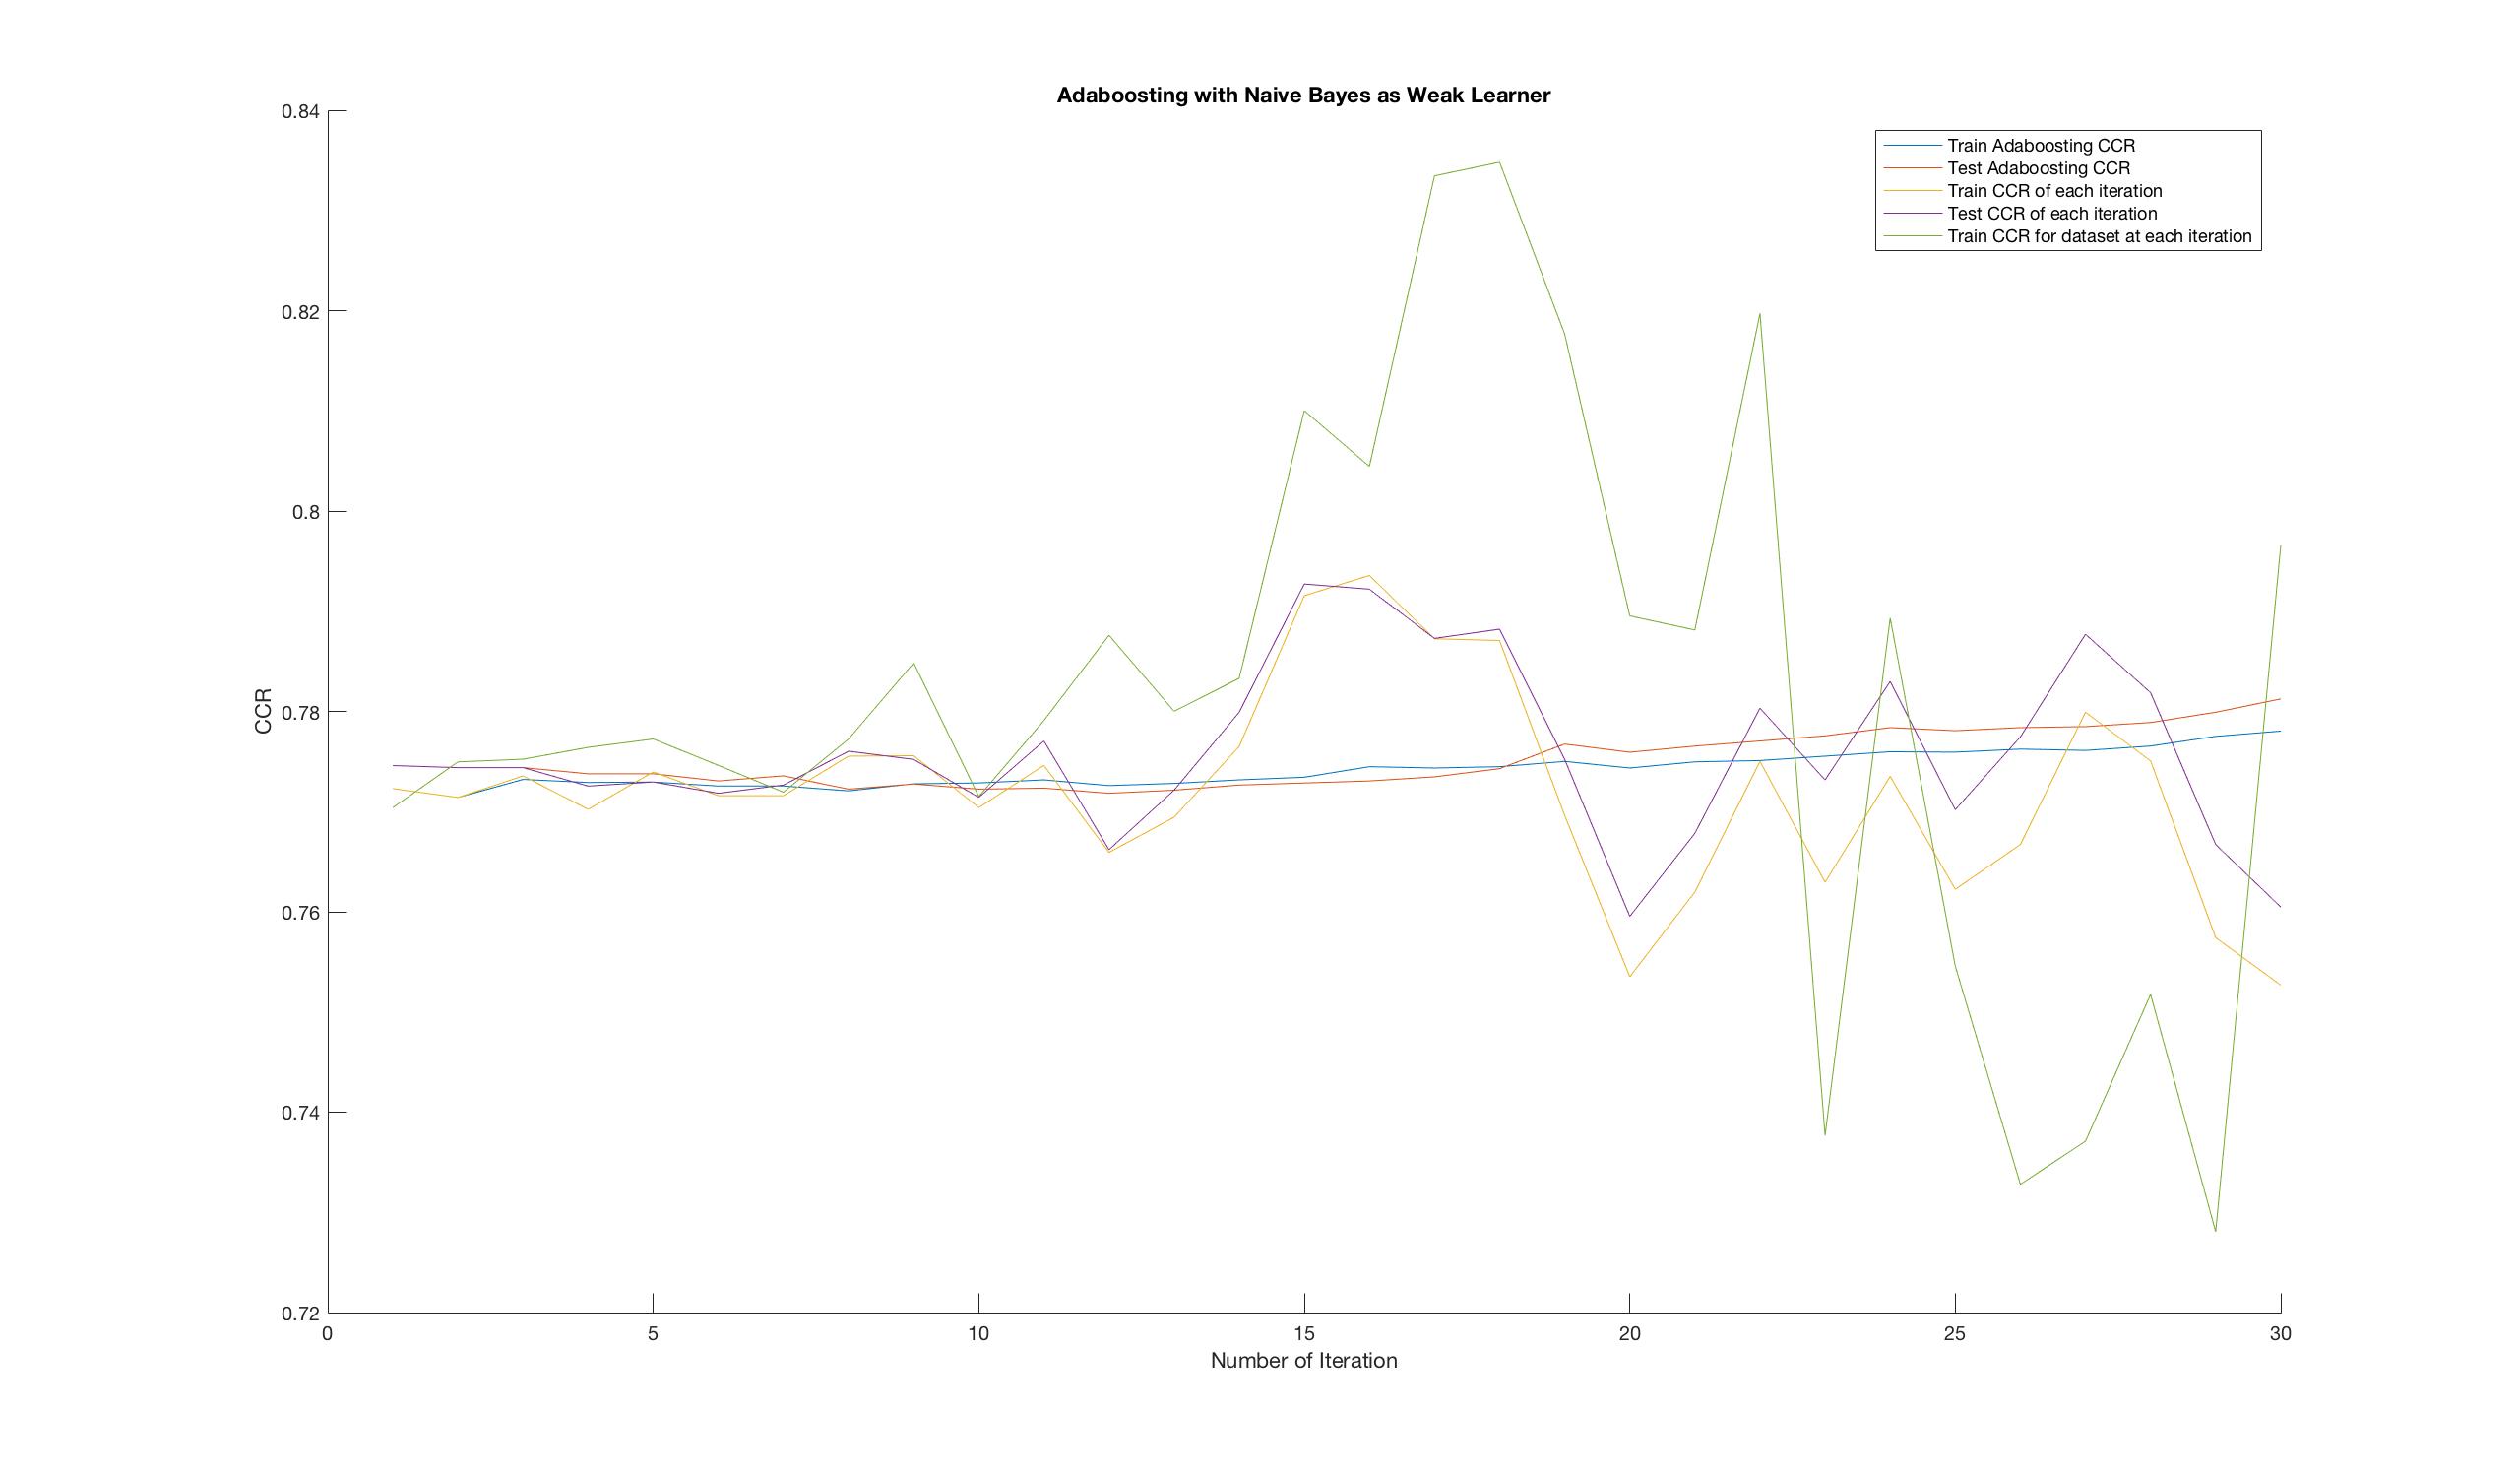 Adaboosting with Naive Bayes as Weak Learner
0.84
Train Adaboosting CCR
Test Adaboosting CCR
Train CCR of each iteration
Test CCR of each iteration
Train CCR for dataset at each iteration
0.82
0.8
CCR
0.78
0.76
0.74
0.72
0 5 10 15 20 25 30
Number of Iteration